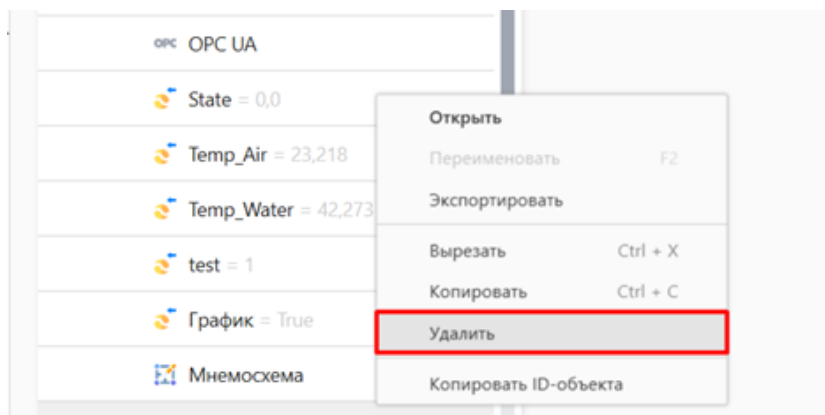 OPC OPC UA
State = 0,0
Temp_Air = 23,218
Temp_Water = 42,273
test = 1
График = True
Мнемосхема
Открыть
Переименовать F2
Экспортировать
Вырезать Ctrl + X
Копировать Ctrl + C
Удалить
Копировать ID-объекта